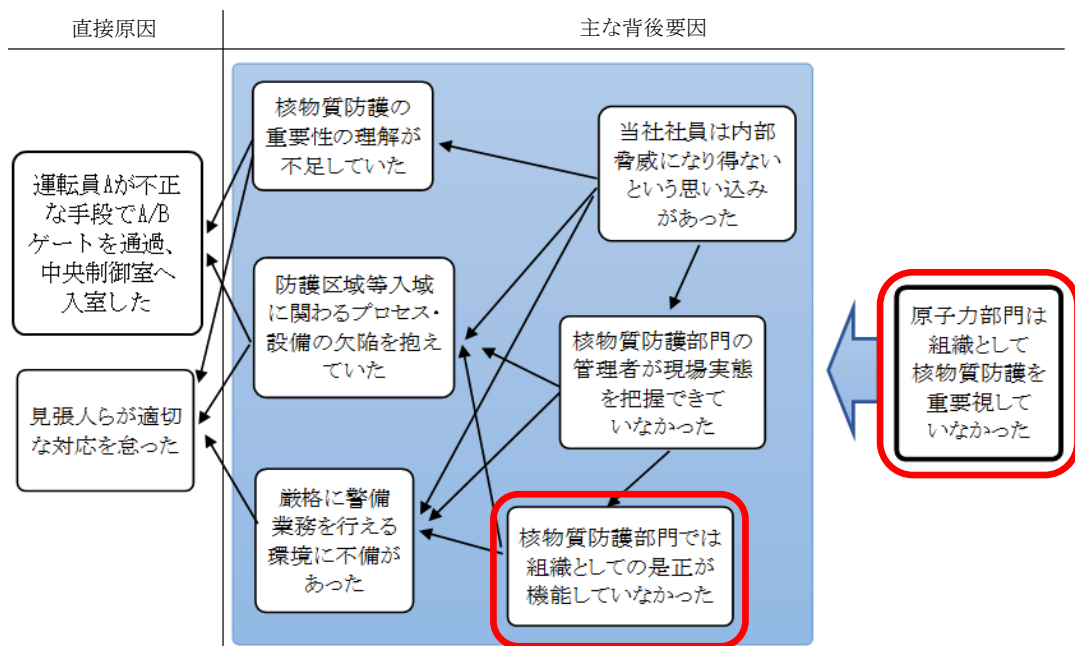 直接原因
主な背後要因
核物質防護の
重要性の理解が
不足していた
当社社員は内部
脅威になり得ない
という思い込み
があった
運転員Aが不正
な手段でA/B
ゲートを通過、
中央制御室へ
入室した
防護区域等入域
に関わるプロセス・
設備の欠陥を抱え
ていた
核物質防護部門の
管理者が現場実態
を把握できて
いなかった
原子力部門は
組織として
核物質防護を
重要視して
いなかった
見張人らが適切
な対応を怠った
厳格に警備
業務を行える
環境に不備が
あった
核物質防護部門では
組織としての是正が
機能していなかった